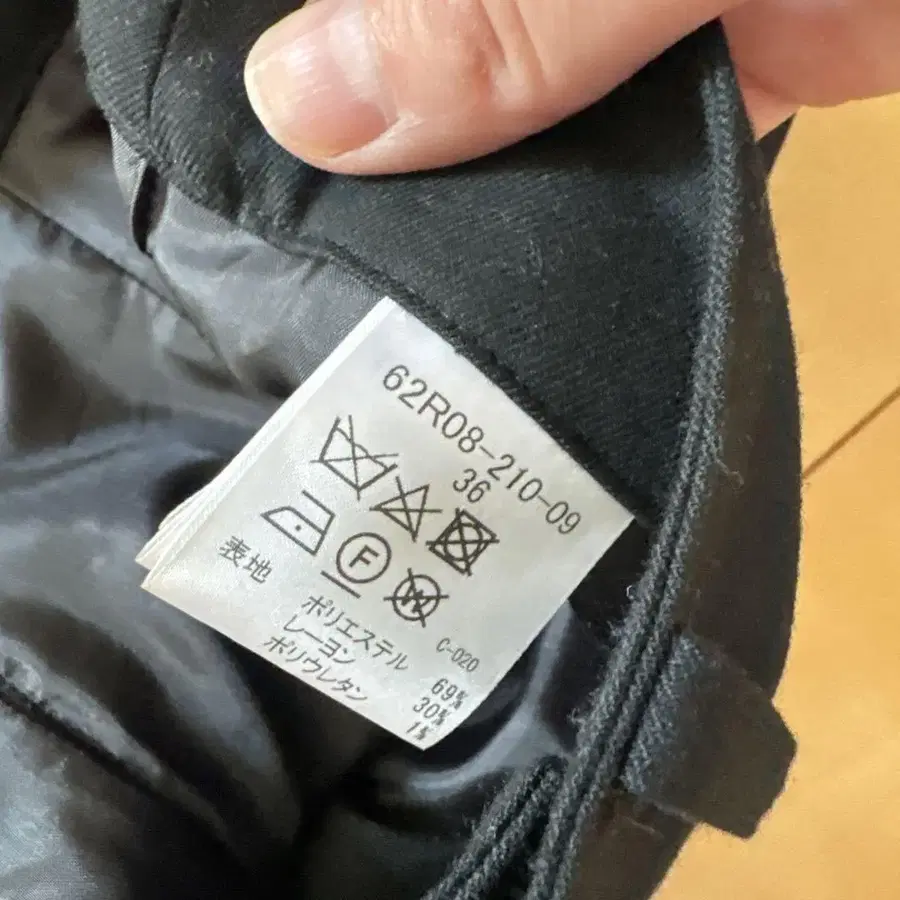 62R08-210-09
36
F
W
表地
C-020
ポリエステル 69%
レーヨン 30%
ポリウレタン 1%